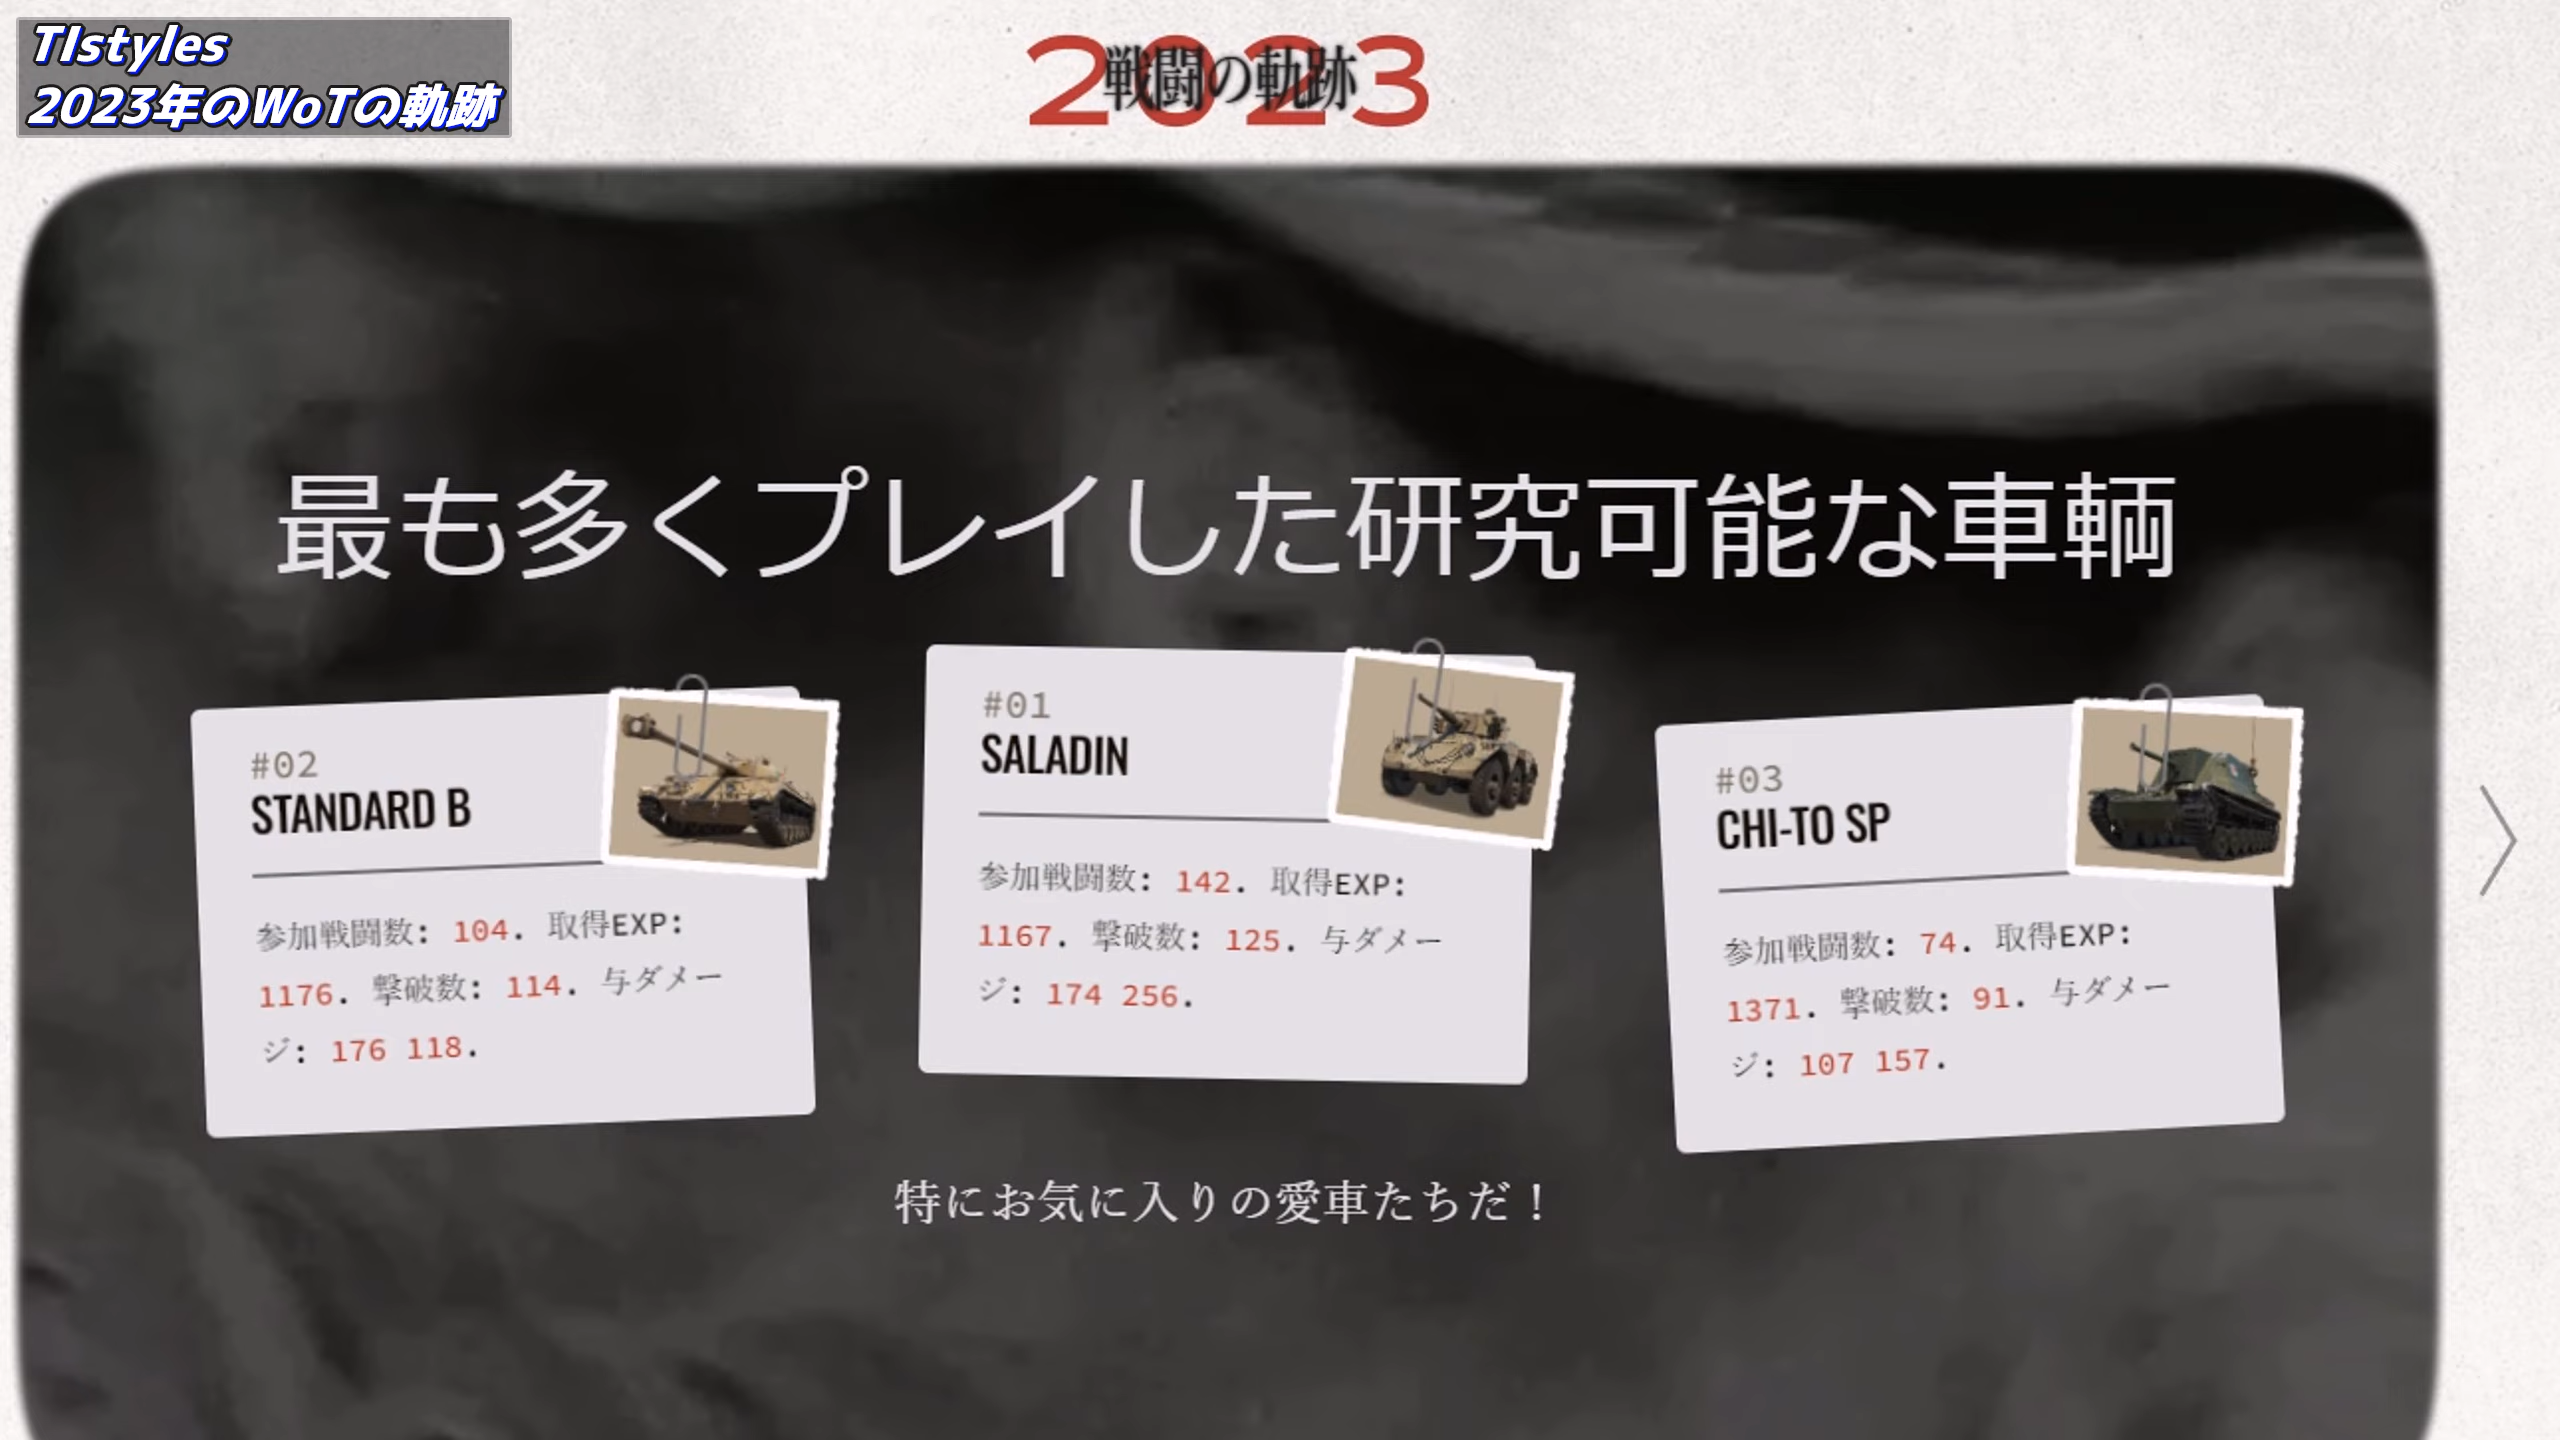 TIstyles
2023年のWoTの軌跡
2023
戦闘の軌跡
最も多くプレイした研究可能な車輌
#02
STANDARD B
参加戦闘数: 104. 取得EXP:
1176. 撃破数: 114. 与ダメー
ジ: 176 118.
#01
SALADIN
参加戦闘数: 142. 取得EXP:
1167. 撃破数: 125. 与ダメー
ジ: 174 256.
#03
CHI-TO SP
参加戦闘数: 74. 取得EXP:
1371. 撃破数: 91. 与ダメー
ジ: 107 157.
特にお気に入りの愛車たちだ！